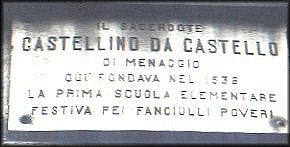 IL SACERDOTE
CASTELLINO DA CASTELLO
DI MENAGGIO
QUI FONDAVA NEL 1536
LA PRIMA SCUOLA ELEMENTARE
FESTIVA PEI FANCIULLI POVERI